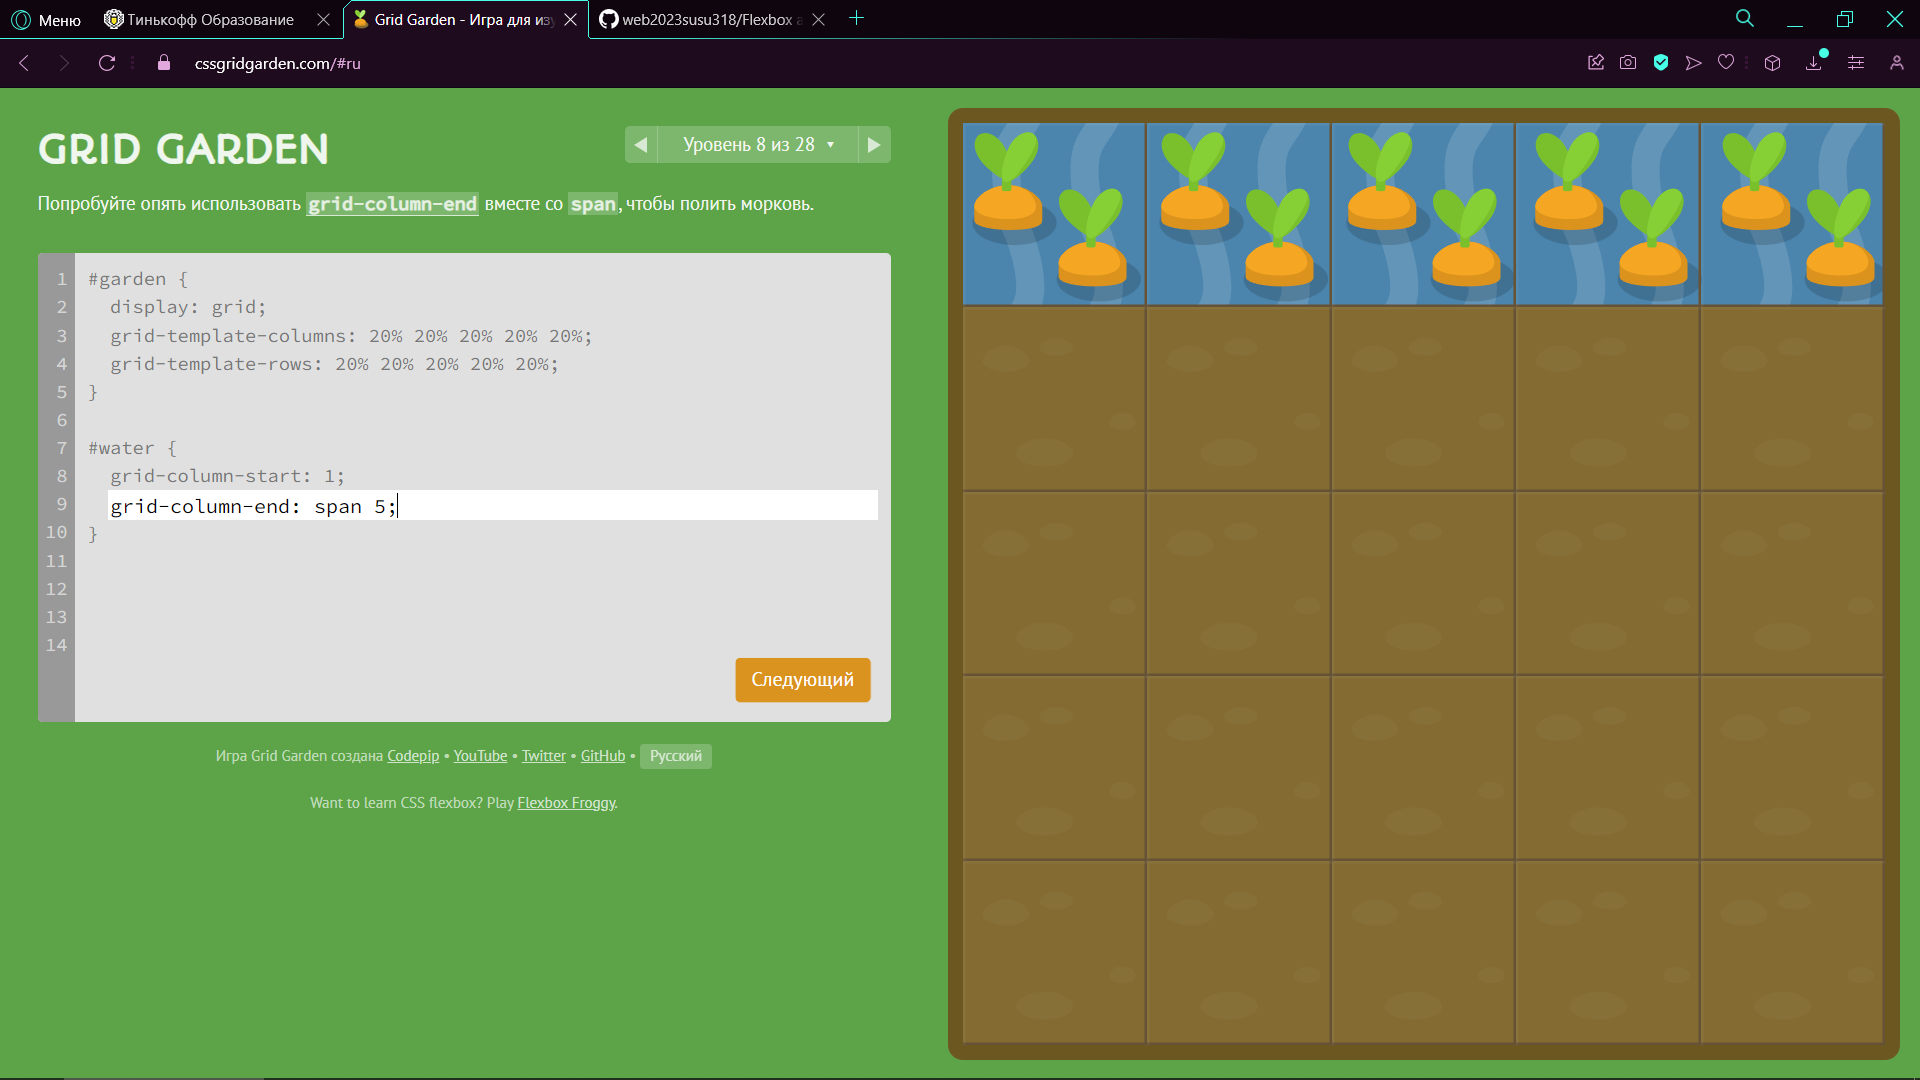 Меню
Тинькофф Образование
Grid Garden - Игра для изу
web2023susu318/Flexbox a
cssgridgarden.com/#ru
GRID GARDEN
Уровень 8 из 28 ▼
Попробуйте опять использовать grid-column-end вместе со span, чтобы полить морковь.
1 #garden {
2 display: grid;
3 grid-template-columns: 20% 20% 20% 20% 20%;
4 grid-template-rows: 20% 20% 20% 20% 20%;
5 }
6
7 #water {
8 grid-column-start: 1;
9 grid-column-end: span 5;
10 }
11
12
13
14
Следующий
Игра Grid Garden создана Codepip • YouTube • Twitter • GitHub • Русский
Want to learn CSS flexbox? Play Flexbox Froggy.